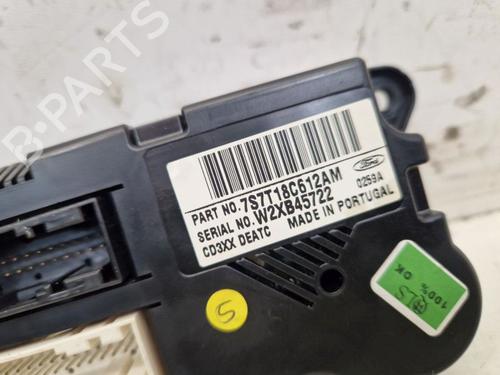 B-PARTS
PART NO. 7S7T18C612AM
SERIAL NO. W2XB45722
CD3XX DEATC MADE IN PORTUGAL
Ford
0259A
5
100% OK